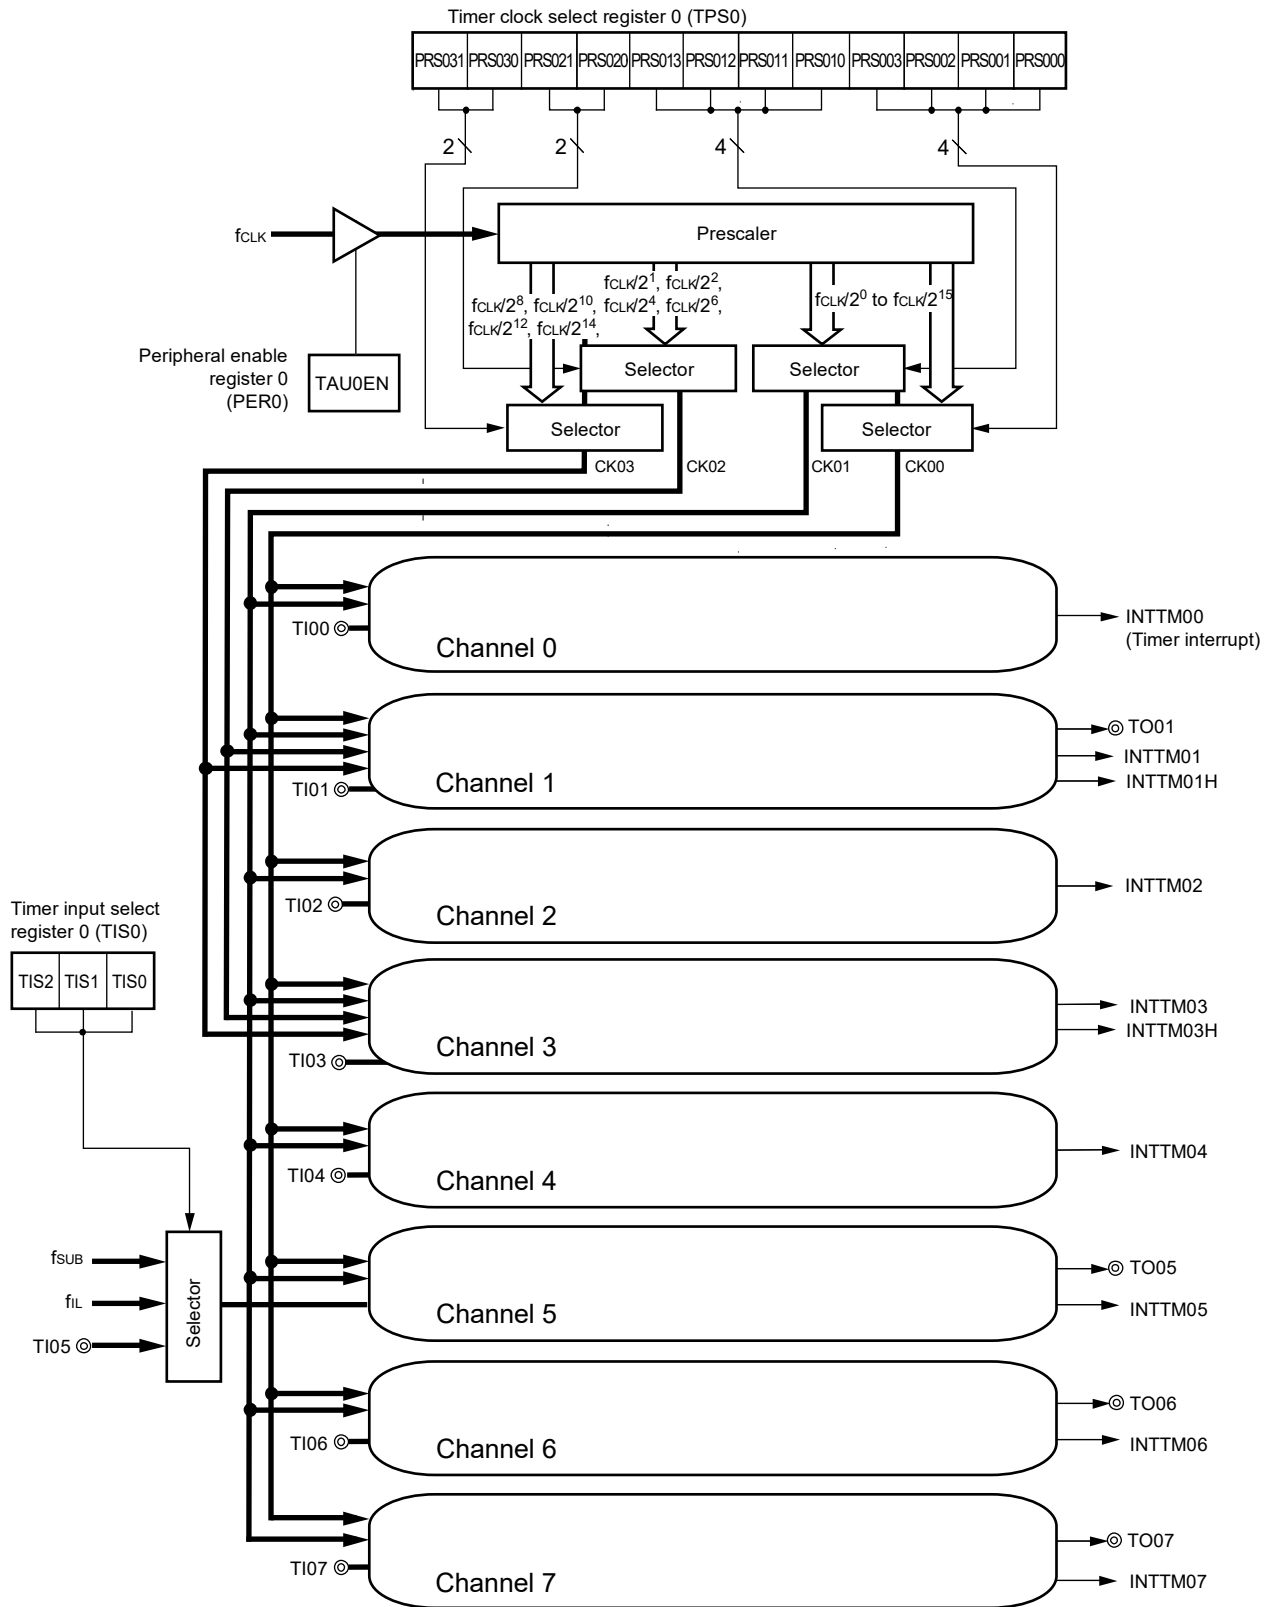 Timer clock select register 0 (TPS0)
PRS031 PRS030 PRS021 PRS020 PRS013 PRS012 PRS011 PRS010 PRS003 PRS002 PRS001 PRS000
2 2 4 4
fCLK
Prescaler
fCLK/2^1, fCLK/2^2,
fCLK/2^4, fCLK/2^6,
fCLK/2^8, fCLK/2^10,
fCLK/2^12, fCLK/2^14,
fCLK/2^0 to fCLK/2^15
Peripheral enable
register 0
(PER0)
TAU0EN
Selector
Selector
Selector
Selector
CK03 CK02 CK01 CK00
TI00
Channel 0
INTTM00
(Timer interrupt)
TI01
Channel 1
TO01
INTTM01
INTTM01H
TI02
Channel 2
INTTM02
Timer input select
register 0 (TIS0)
TIS2 TIS1 TIS0
TI03
Channel 3
INTTM03
INTTM03H
TI04
Channel 4
INTTM04
fSUB
fIL
TI05
Selector
Channel 5
TO05
INTTM05
TI06
Channel 6
TO06
INTTM06
TI07
Channel 7
TO07
INTTM07